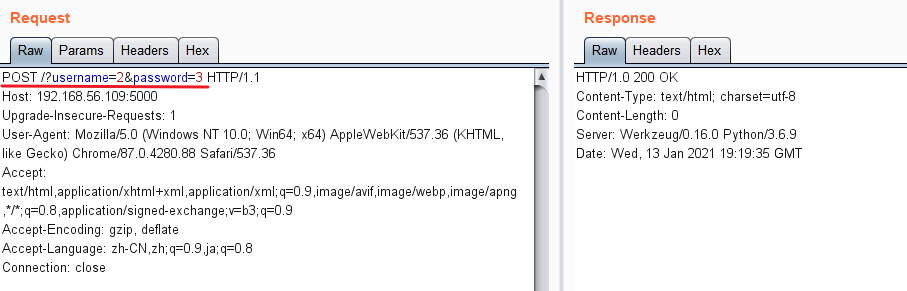 Request
Raw Params Headers Hex
POST /?username=2&password=3 HTTP/1.1
Host: 192.168.56.109:5000
Upgrade-Insecure-Requests: 1
User-Agent: Mozilla/5.0 (Windows NT 10.0; Win64; x64) AppleWebKit/537.36 (KHTML,
like Gecko) Chrome/87.0.4280.88 Safari/537.36
Accept:
text/html,application/xhtml+xml,application/xml;q=0.9,image/avif,image/webp,image/apng
,*/*;q=0.8,application/signed-exchange;v=b3;q=0.9
Accept-Encoding: gzip, deflate
Accept-Language: zh-CN,zh;q=0.9,ja;q=0.8
Connection: close
Response
Raw Headers Hex
HTTP/1.0 200 OK
Content-Type: text/html; charset=utf-8
Content-Length: 0
Server: Werkzeug/0.16.0 Python/3.6.9
Date: Wed, 13 Jan 2021 19:19:35 GMT